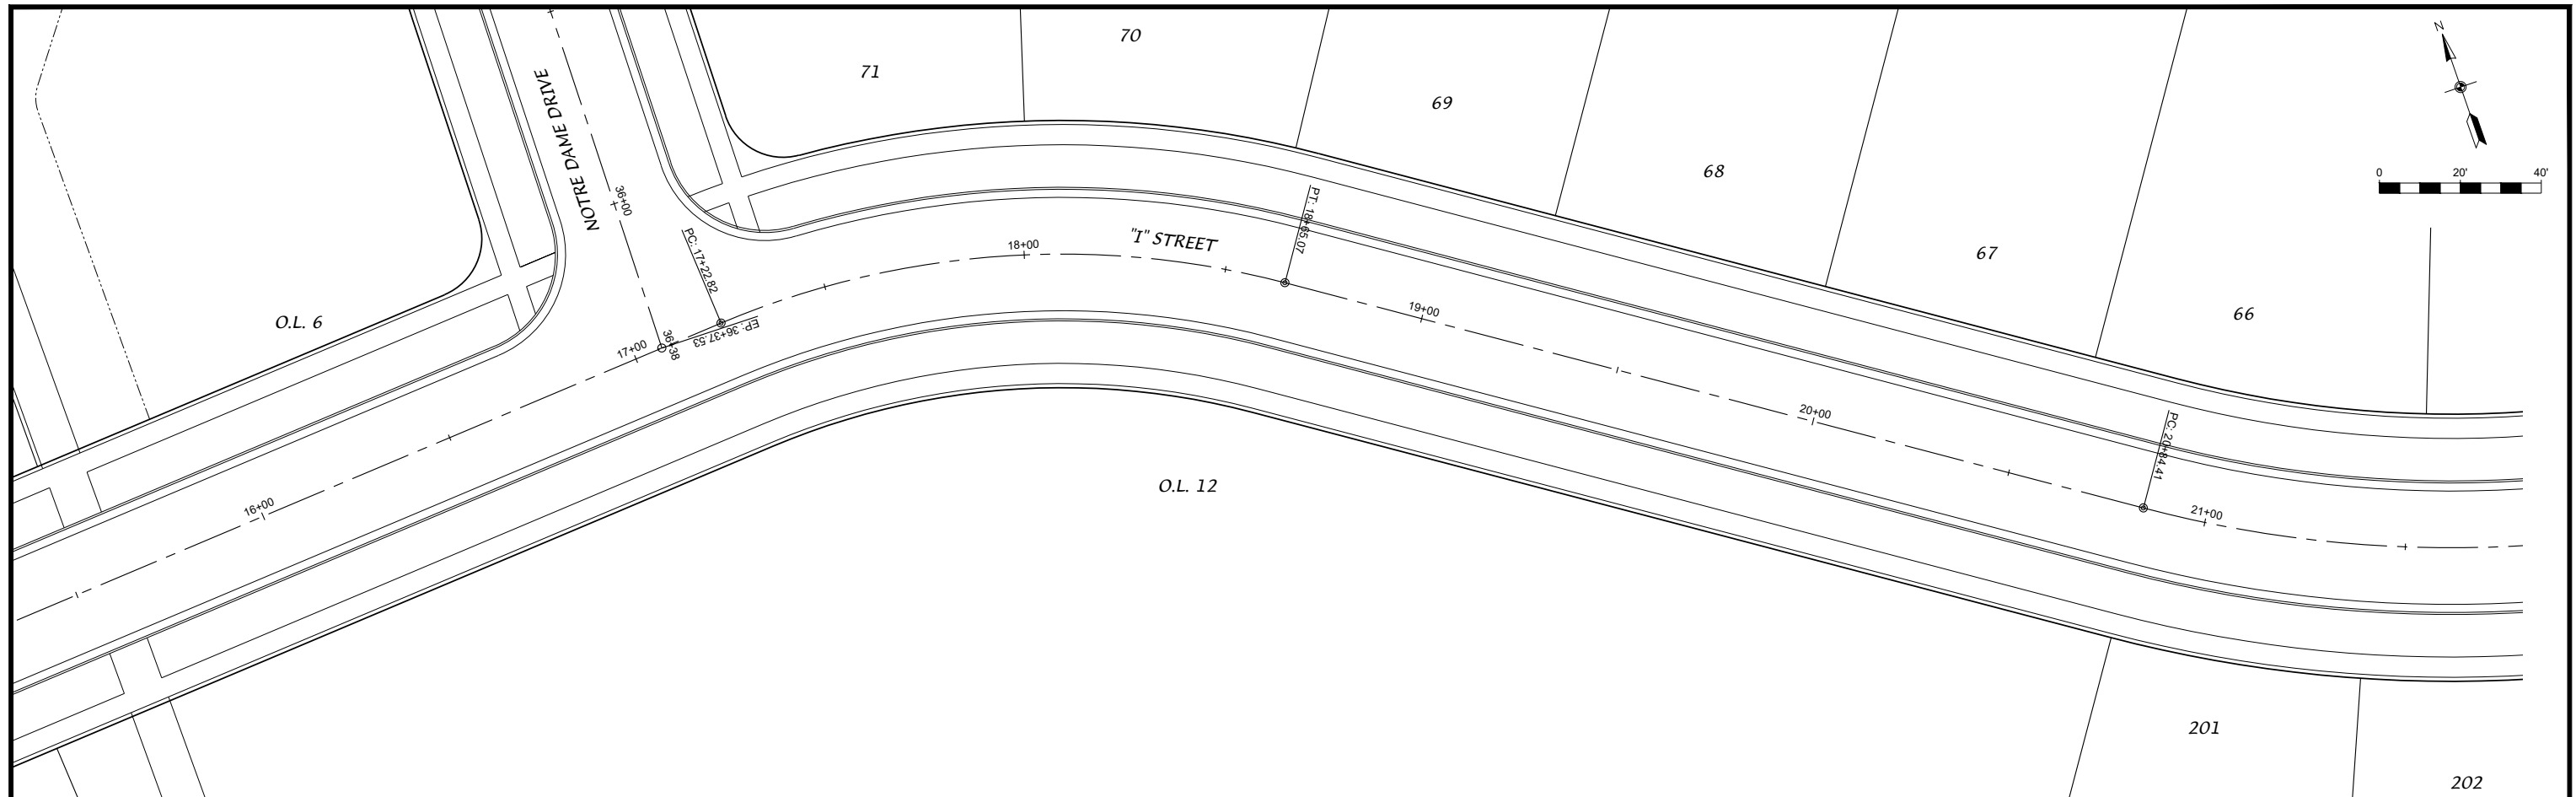 70
71
69
68
67
66
N
0 20' 40'
NOTRE DAME DRIVE
36+00
PC: 17+22.82
18+00
"I" STREET
PT: 18+65.07
19+00
O.L. 6
17+00
36+38
EP: 36+37.53
20+00
PC: 20+84.41
21+00
16+00
O.L. 12
201
202